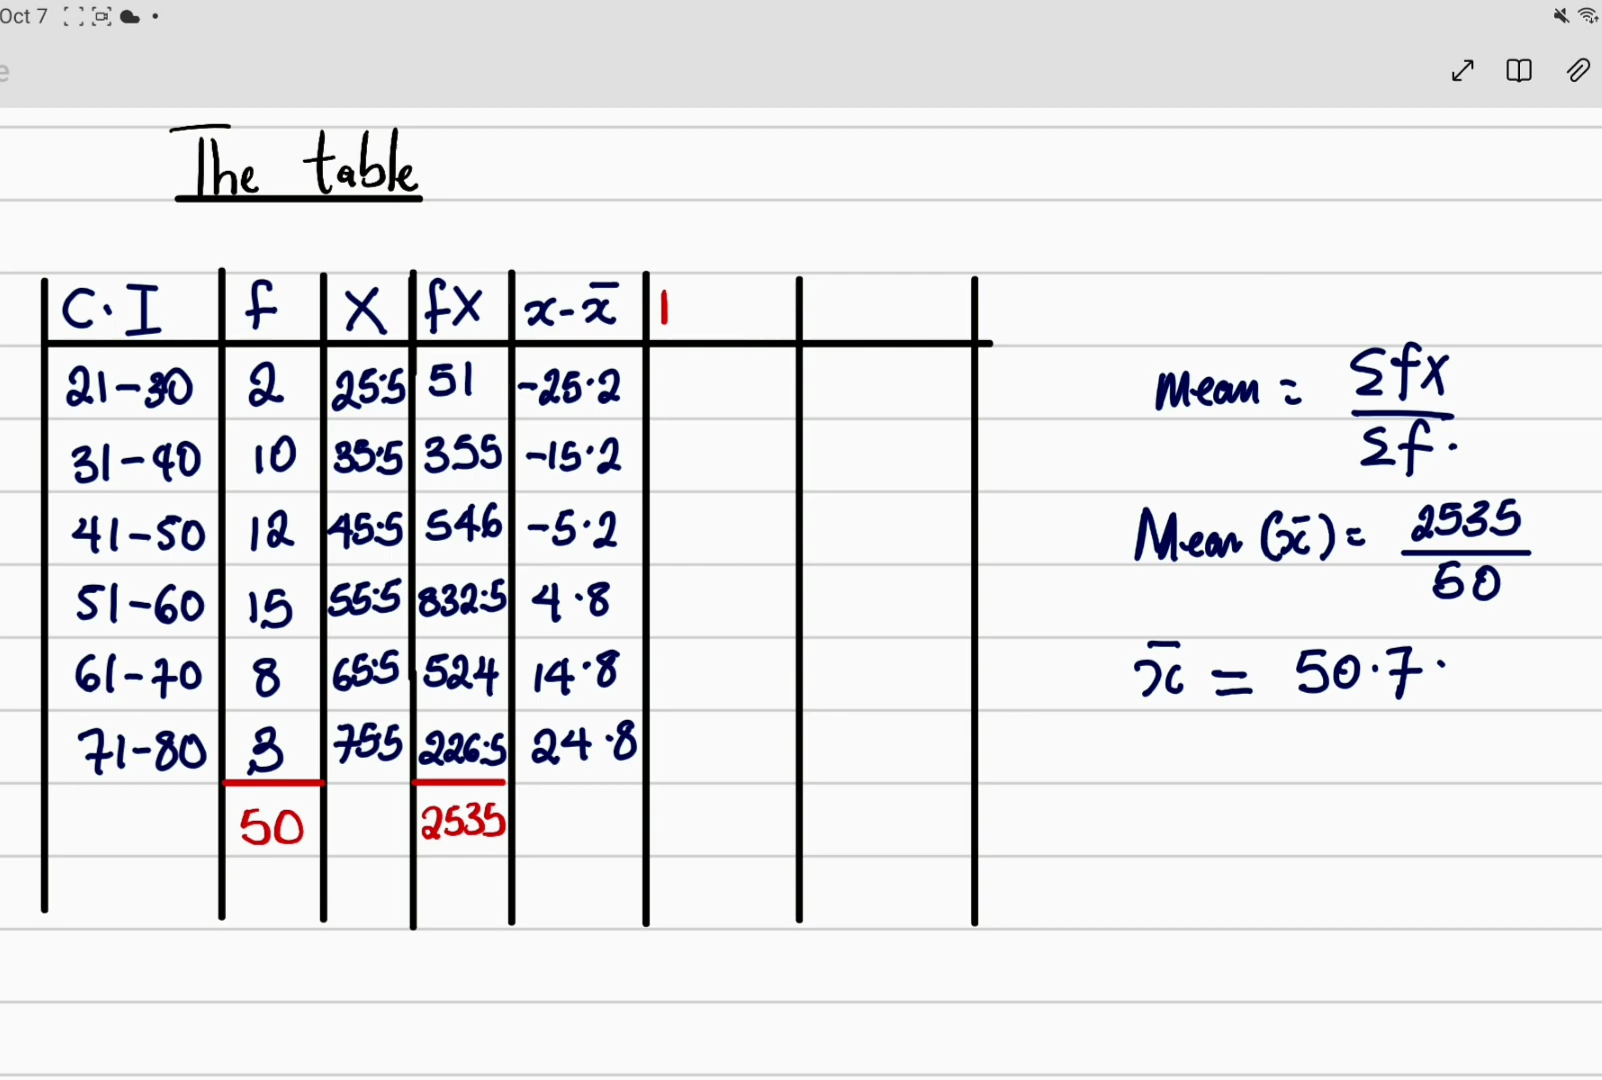 Oct 7
e
The table
C.I f X fX x-x̄ |
21-30 2 25.5 51 -25.2
31-40 10 35.5 355 -15.2
41-50 12 45.5 546 -5.2
51-60 15 55.5 832.5 4.8
61-70 8 65.5 524 14.8
71-80 3 755 226.5 24.8
50 2535
Mean = Σfx / Σf.
Mean (x̄) = 2535 / 50
x̄ = 50.7.